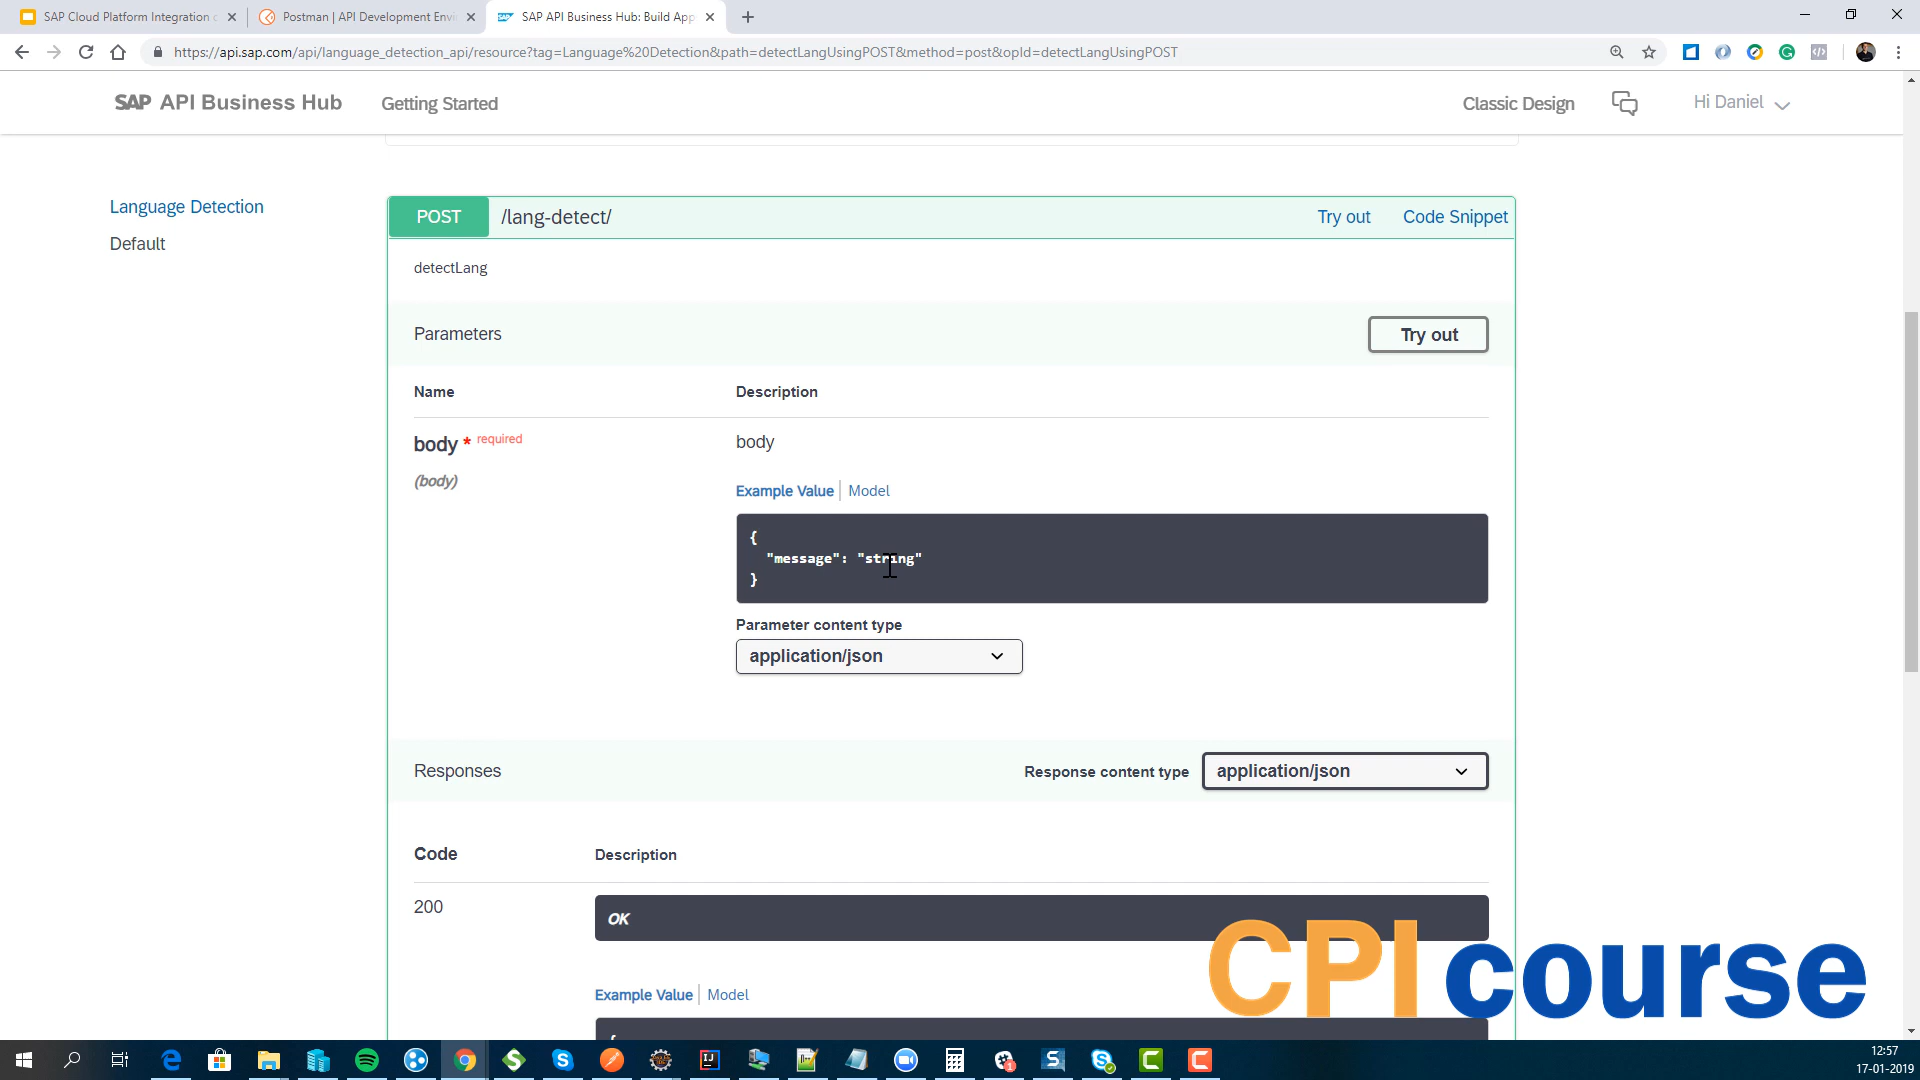 SAP Cloud Platform Integration
Postman | API Development Envi
SAP API Business Hub: Build App
https://api.sap.com/api/language_detection_api/resource?tag=Language%20Detection&path=detectLangUsingPOST&method=post&opId=detectLangUsingPOST
SAP API Business Hub
Getting Started
Classic Design
Hi Daniel
Language Detection
Default
POST /lang-detect/
Try out
Code Snippet
detectLang
Parameters
Try out
Name
Description
body * required
body
(body)
Example Value
Model
{
"message": "string"
}
Parameter content type
application/json
Responses
Response content type
application/json
Code
Description
200
OK
Example Value
Model
{
CPI course
12:57
17-01-2019